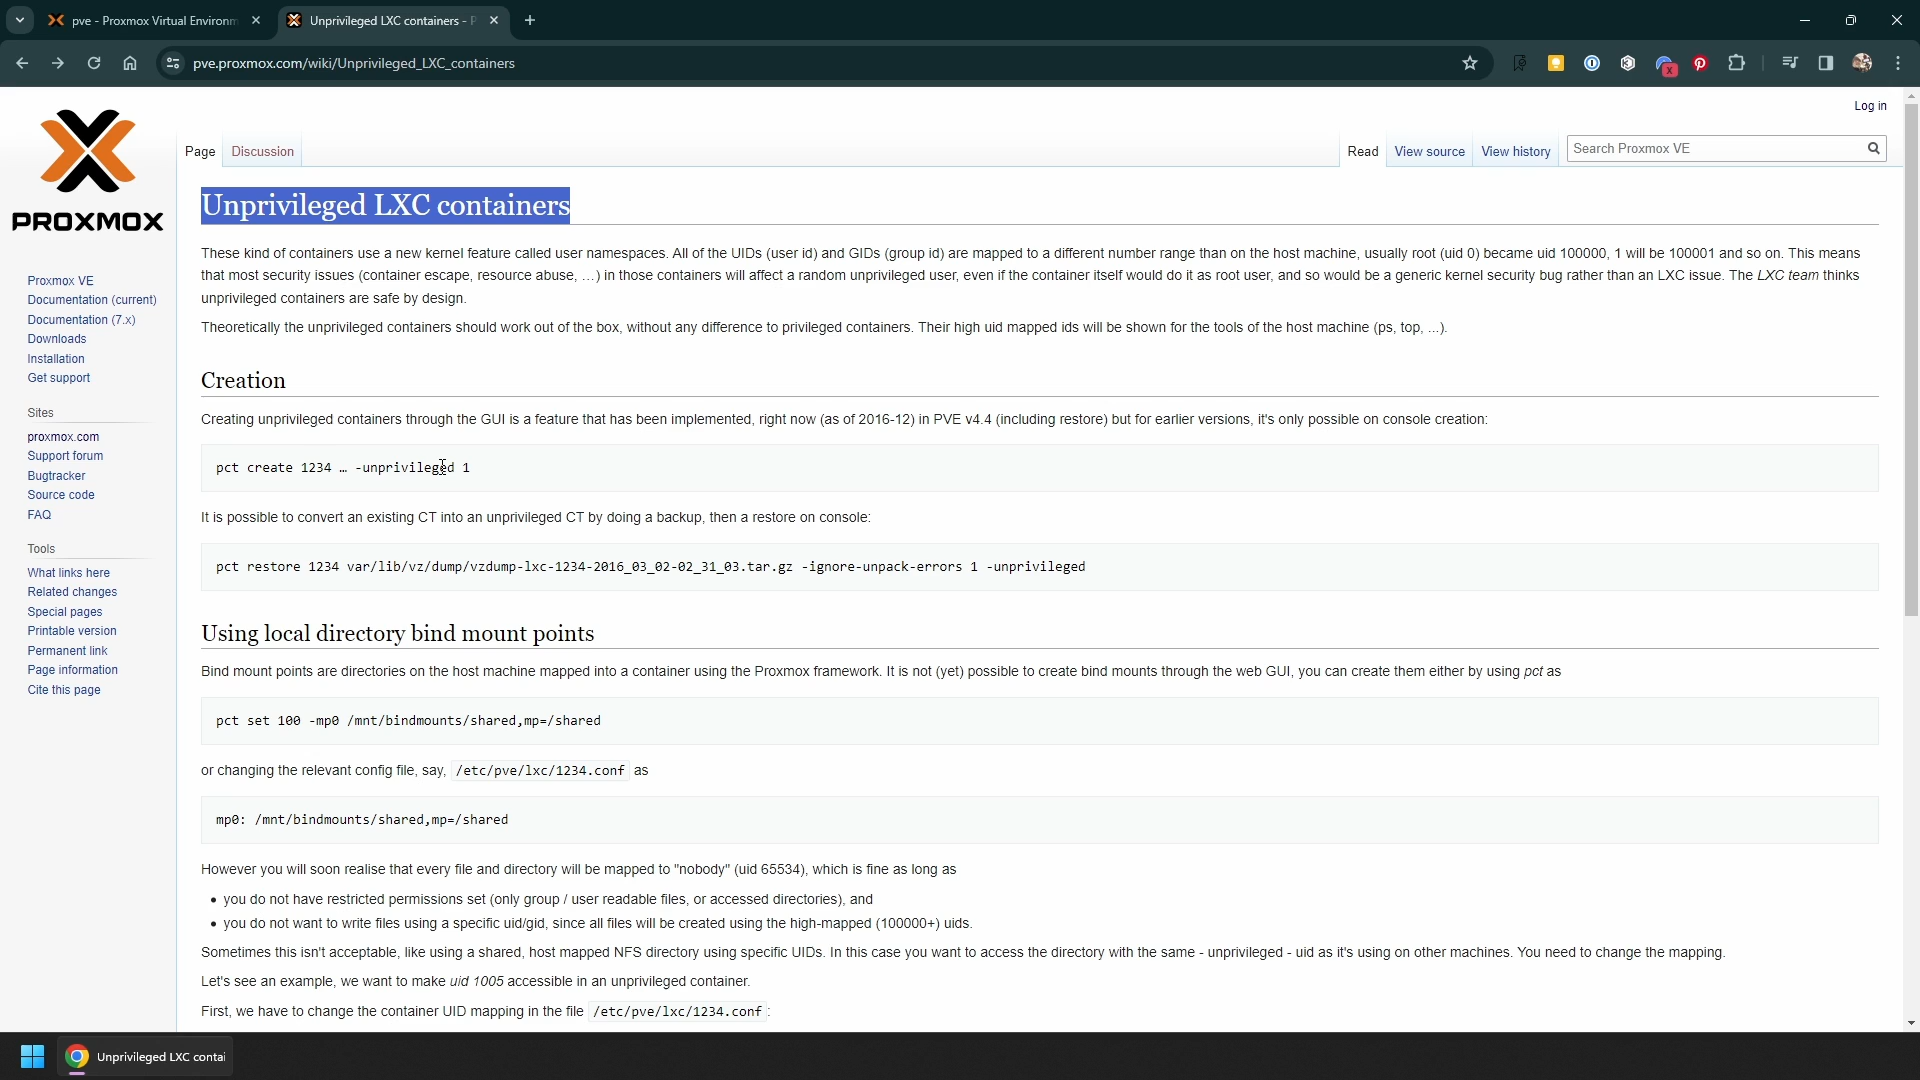 pve - Proxmox Virtual Environm
Unprivileged LXC containers - P
pve.proxmox.com/wiki/Unprivileged_LXC_containers
Log in
PROXMOX
Page
Discussion
Read
View source
View history
Search Proxmox VE
Unprivileged LXC containers
These kind of containers use a new kernel feature called user namespaces. All of the UIDs (user id) and GIDs (group id) are mapped to a different number range than on the host machine, usually root (uid 0) became uid 100000, 1 will be 100001 and so on. This means
that most security issues (container escape, resource abuse, …) in those containers will affect a random unprivileged user, even if the container itself would do it as root user, and so would be a generic kernel security bug rather than an LXC issue. The LXC team thinks
unprivileged containers are safe by design.
Theoretically the unprivileged containers should work out of the box, without any difference to privileged containers. Their high uid mapped ids will be shown for the tools of the host machine (ps, top, ...).
Creation
Creating unprivileged containers through the GUI is a feature that has been implemented, right now (as of 2016-12) in PVE v4.4 (including restore) but for earlier versions, it's only possible on console creation:
pct create 1234 … -unprivileged 1
It is possible to convert an existing CT into an unprivileged CT by doing a backup, then a restore on console:
pct restore 1234 var/lib/vz/dump/vzdump-lxc-1234-2016_03_02-02_31_03.tar.gz -ignore-unpack-errors 1 -unprivileged
Using local directory bind mount points
Bind mount points are directories on the host machine mapped into a container using the Proxmox framework. It is not (yet) possible to create bind mounts through the web GUI, you can create them either by using pct as
pct set 100 -mp0 /mnt/bindmounts/shared,mp=/shared
or changing the relevant config file, say, /etc/pve/lxc/1234.conf as
mp0: /mnt/bindmounts/shared,mp=/shared
However you will soon realise that every file and directory will be mapped to "nobody" (uid 65534), which is fine as long as
• you do not have restricted permissions set (only group / user readable files, or accessed directories), and
• you do not want to write files using a specific uid/gid, since all files will be created using the high-mapped (100000+) uids.
Sometimes this isn't acceptable, like using a shared, host mapped NFS directory using specific UIDs. In this case you want to access the directory with the same - unprivileged - uid as it's using on other machines. You need to change the mapping.
Let's see an example, we want to make uid 1005 accessible in an unprivileged container.
First, we have to change the container UID mapping in the file /etc/pve/lxc/1234.conf :
Proxmox VE
Documentation (current)
Documentation (7.x)
Downloads
Installation
Get support
Sites
proxmox.com
Support forum
Bugtracker
Source code
FAQ
Tools
What links here
Related changes
Special pages
Printable version
Permanent link
Page information
Cite this page
Unprivileged LXC contai